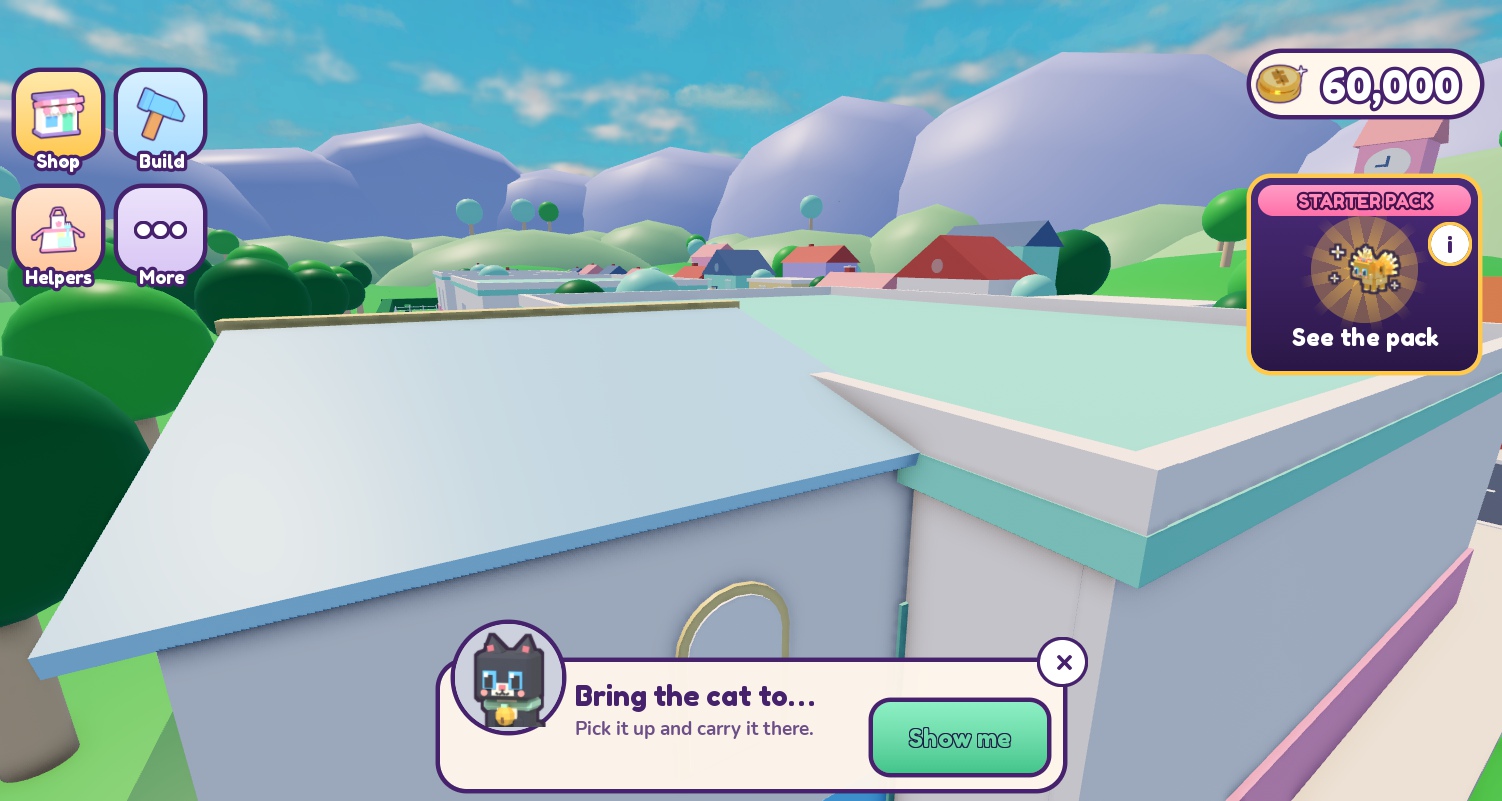 60,000
Shop
Build
STARTER PACK
i
Helpers
More
See the pack
Bring the cat to...
Pick it up and carry it there.
Show me